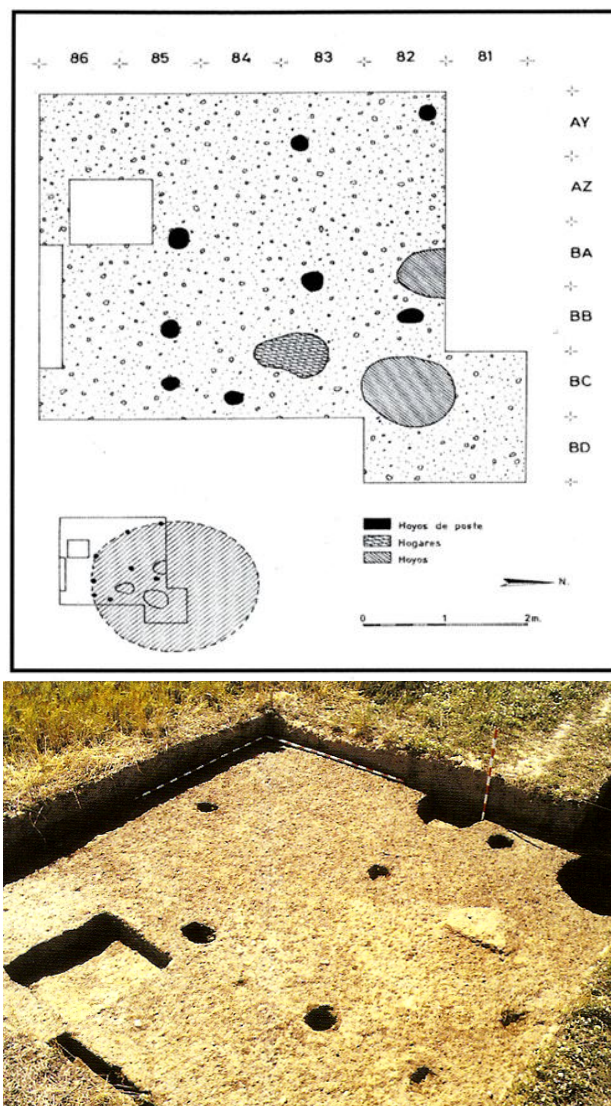 86 85 84 83 82 81
AY
AZ
BA
BB
BC
BD
Hoyos de poste
Hogares
Hoyos
N.
0 1 2m.